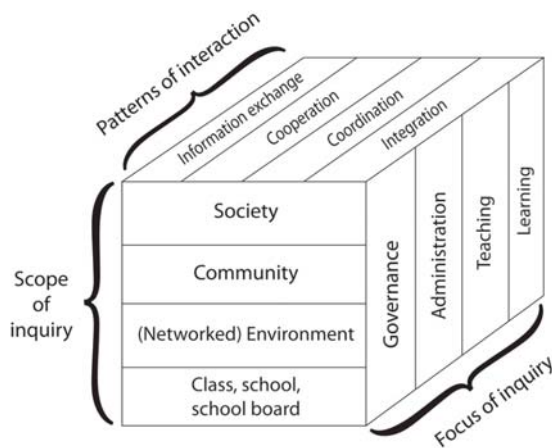 Patterns of interaction
Information exchange
Cooperation
Coordination
Integration
Scope
of
inquiry
Society
Community
(Networked) Environment
Class, school,
school board
Governance
Administration
Teaching
Learning
Focus of inquiry